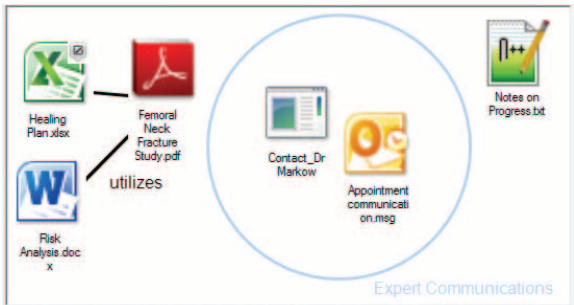 Healing
Plan.xlsx
Femoral
Neck
Fracture
Study.pdf
utilizes
W
Risk
Analysis.doc
x
Contact_Dr
Markow
Appointment
communicati
on.msg
n++
Notes on
Progress.txt
Expert Communications